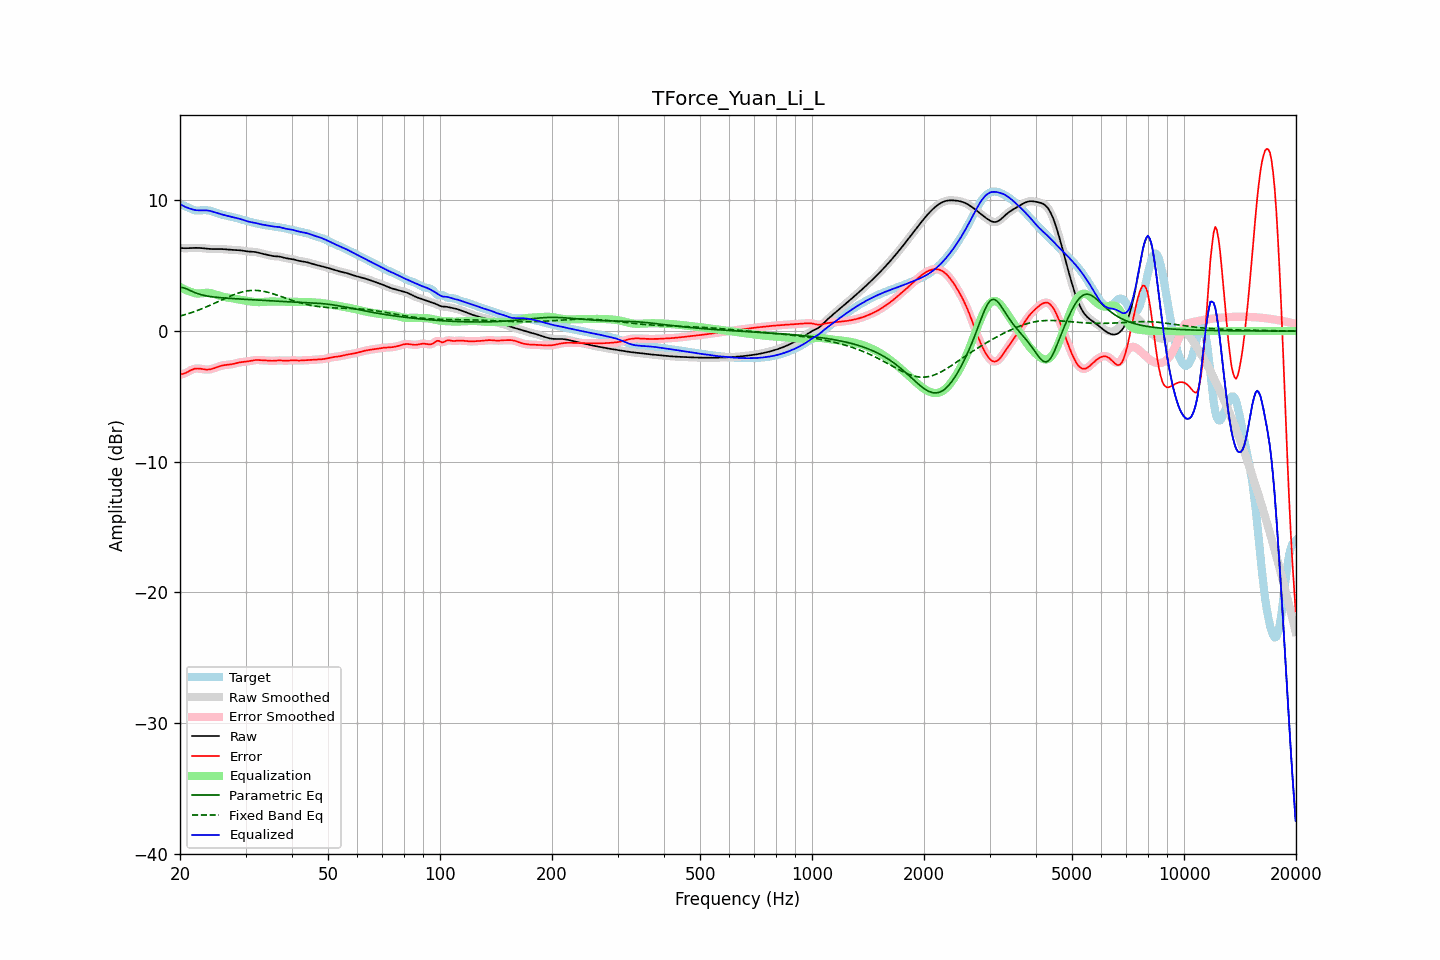 TForce_Yuan_Li_L
Amplitude (dBr)
10
0
−10
−20
−30
−40
Target
Raw Smoothed
Error Smoothed
Raw
Error
Equalization
Parametric Eq
Fixed Band Eq
Equalized
20 50 100 200 500 1000 2000 5000 10000 20000
Frequency (Hz)